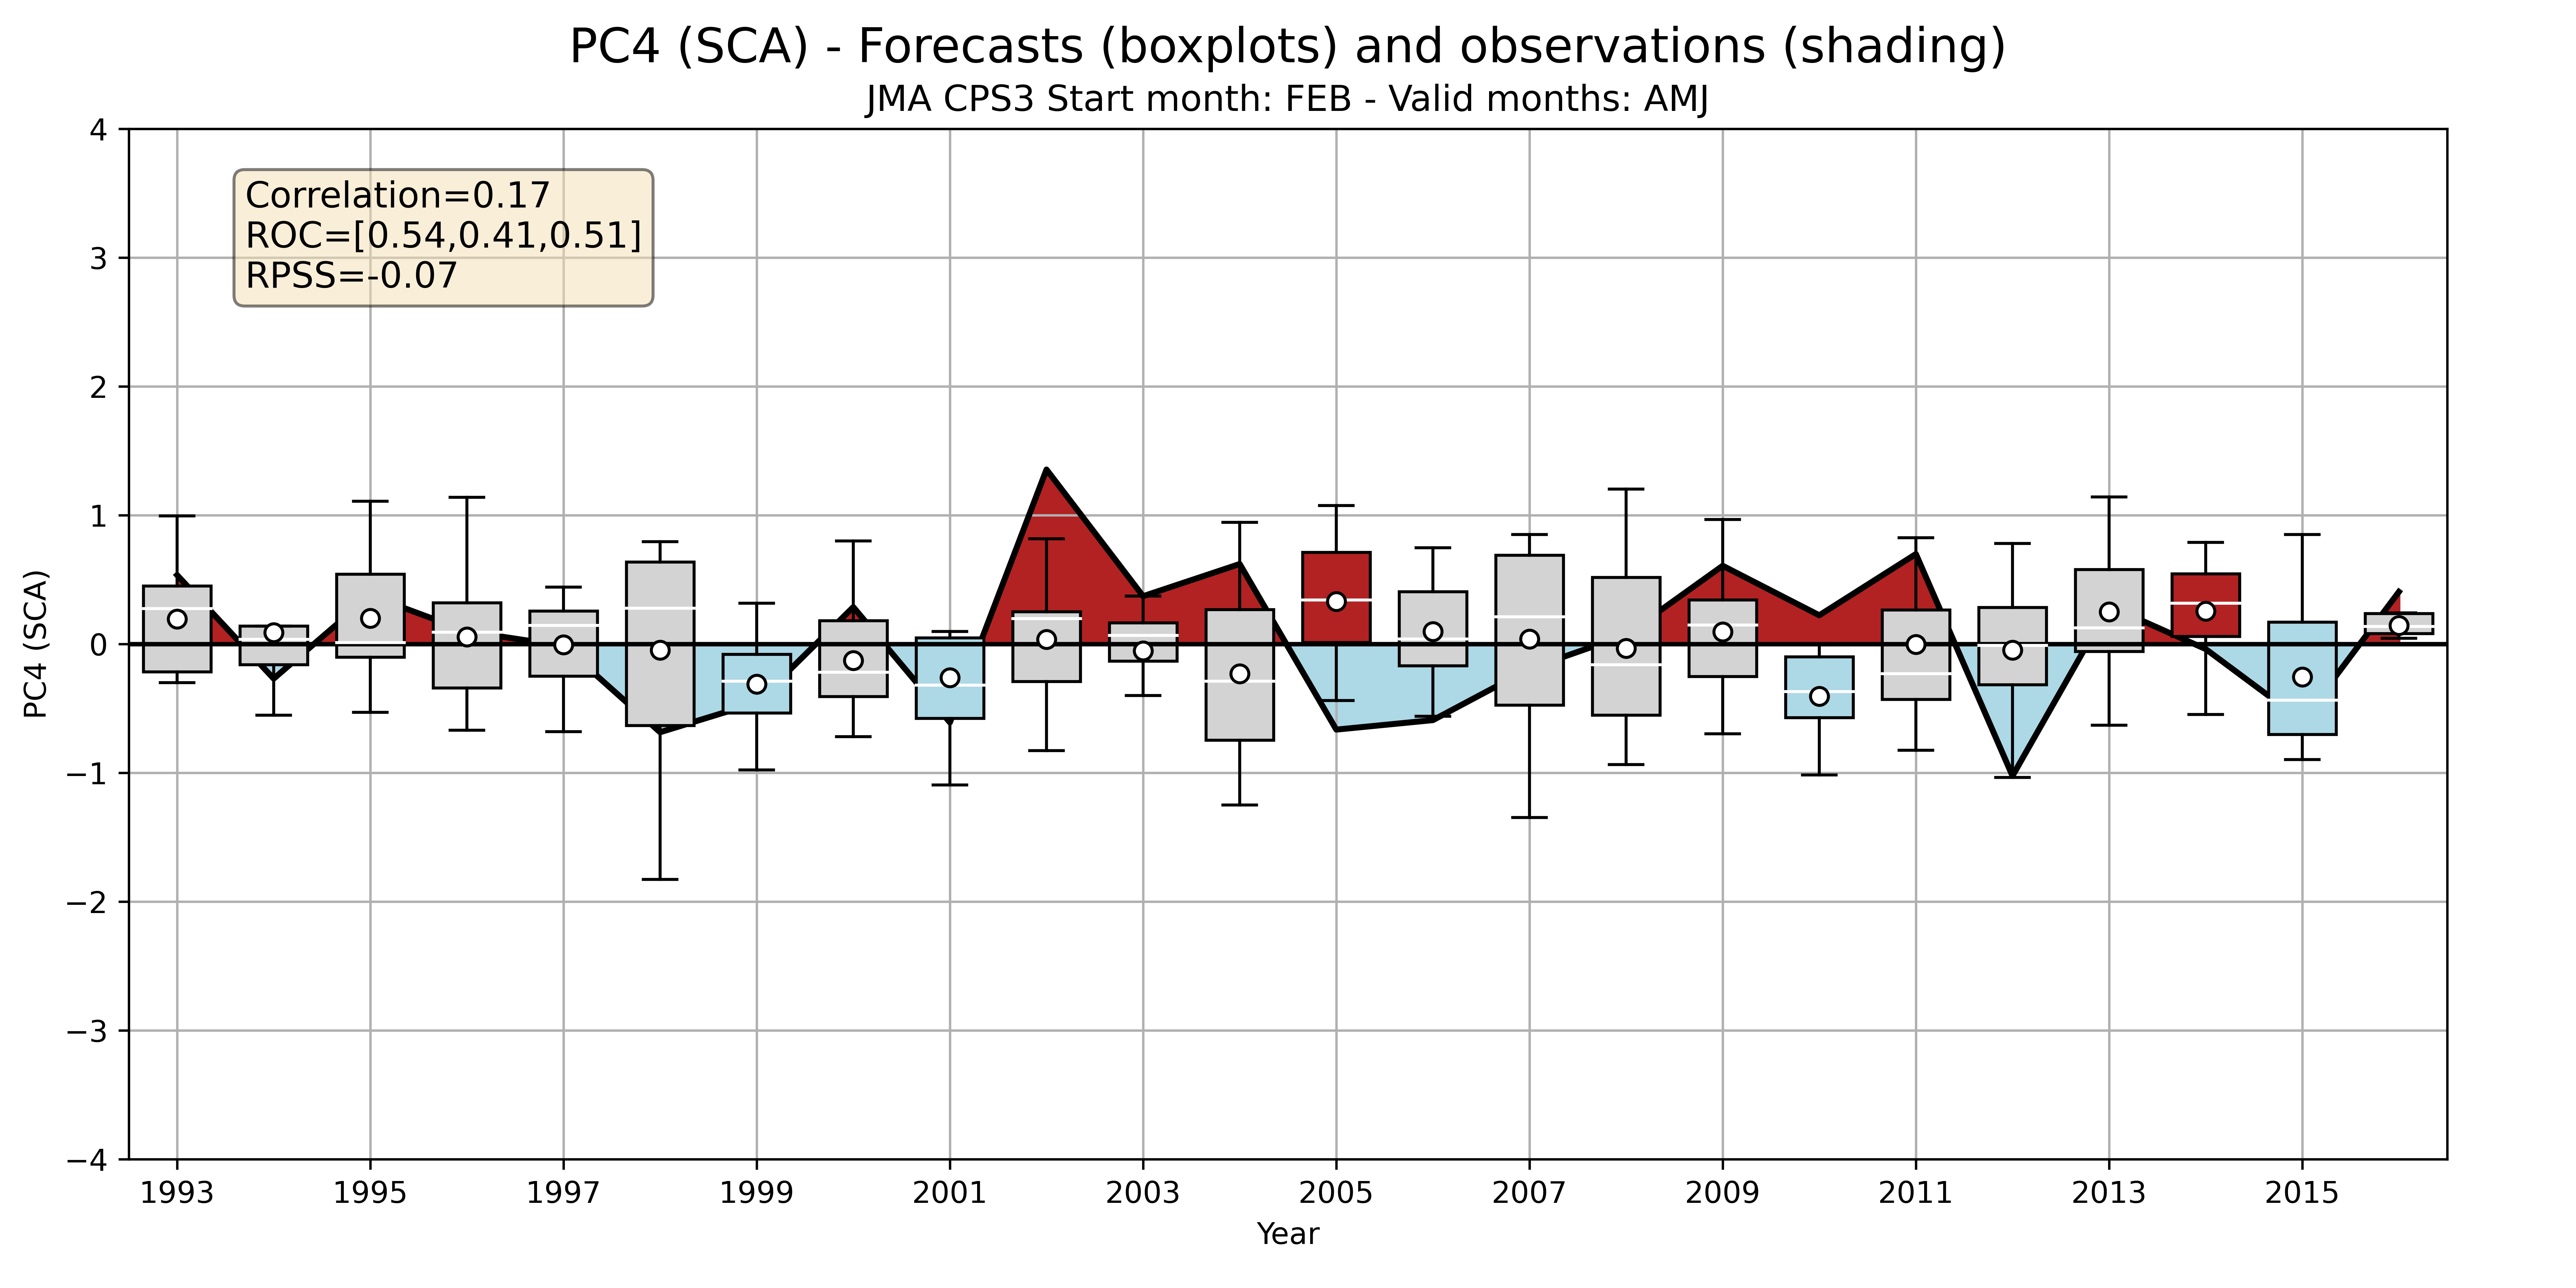 PC4 (SCA) - Forecasts (boxplots) and observations (shading)
JMA CPS3 Start month: FEB - Valid months: AMJ
Correlation=0.17
ROC=[0.54,0.41,0.51]
RPSS=-0.07
PC4 (SCA)
4
3
2
1
0
−1
−2
−3
−4
1993 1995 1997 1999 2001 2003 2005 2007 2009 2011 2013 2015
Year